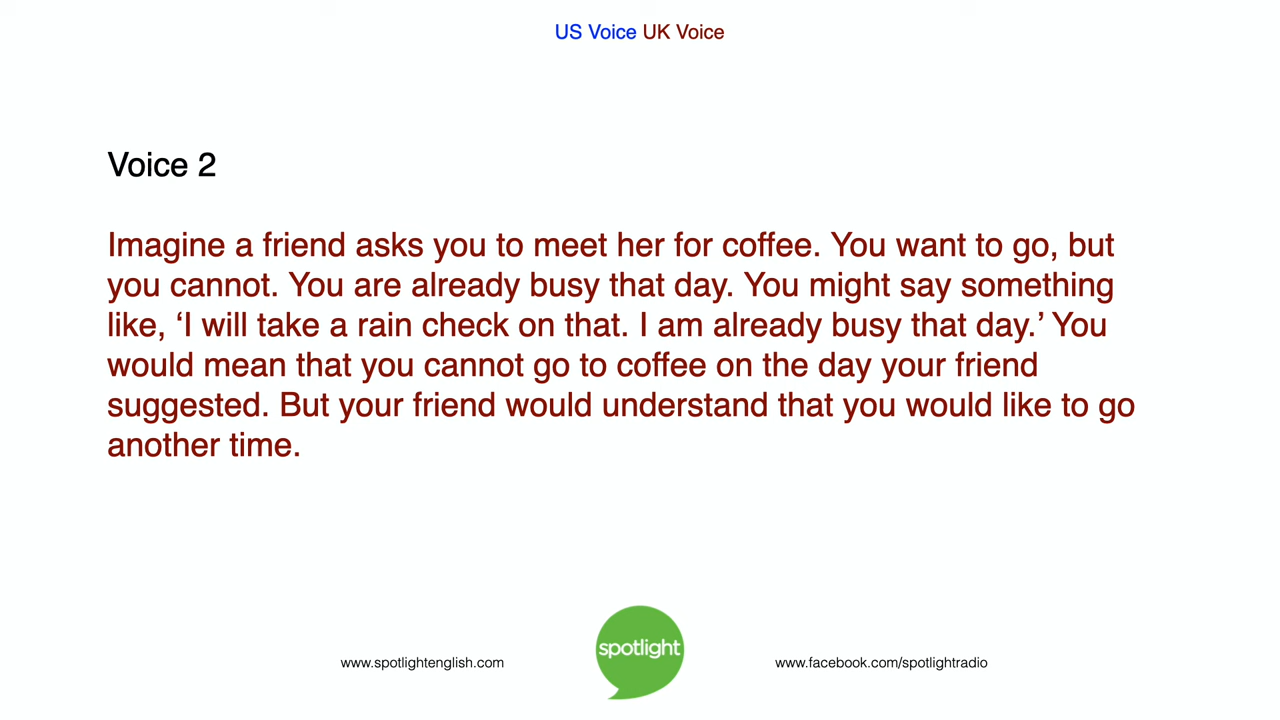 US Voice UK Voice
Voice 2
Imagine a friend asks you to meet her for coffee. You want to go, but
you cannot. You are already busy that day. You might say something
like, ‘I will take a rain check on that. I am already busy that day.’ You
would mean that you cannot go to coffee on the day your friend
suggested. But your friend would understand that you would like to go
another time.
www.spotlightenglish.com
spotlight
www.facebook.com/spotlightradio